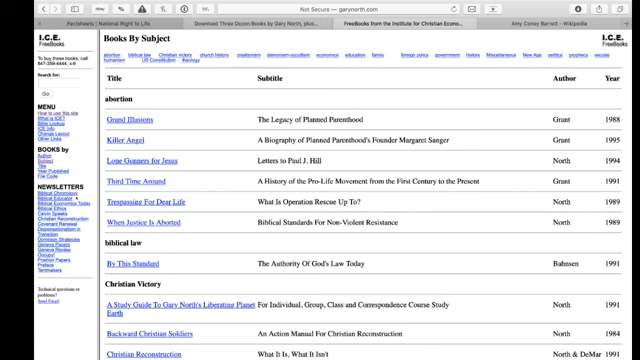 Not Secure — garynorth.com
Factsheets | National Right to Life
Download Three Dozen Books by Gary North, plus...
FreeBooks from the Institute for Christian Econo...
Amy Coney Barrett - Wikipedia
I.C.E.
FreeBooks
To buy these books, call
Search for:
Go
MENU
How to use this site
What is ICE?
Bible Lookup
ICE Info
Change Layout
Other Links
BOOKS by
Author
Subject
Title
Year Published
File Code
NEWSLETTERS
Biblical Chronology
Biblical Educator
Biblical Economics Today
Biblical Ethics
Calvin Speaks
Christian Reconstruction
Covenant Renewal
Dispensationalism in
Transition
Dominion Strategies
Geneva Papers
Geneva Review
Occupy!
Position Papers
Preface
Tentmakers
Technical questions or
problems?
Send Email
Books By Subject
I.C.E.
FreeBooks
abortion biblical law Christian victory church history creationism demonism-occultism economics education family foreign policy government history Miscellaneous New Age politics prophecy secular
humanism US Constitution theology
Title Subtitle Author Year
abortion
Grand Illusions The Legacy of Planned Parenthood Grant 1988
Killer Angel A Biography of Planned Parenthood's Founder Margaret Sanger Grant 1995
Lone Gunners for Jesus Letters to Paul J. Hill North 1994
Third Time Around A History of the Pro-Life Movement from the First Century to the Present Grant 1991
Trespassing For Dear Life What Is Operation Rescue Up To? North 1989
When Justice Is Aborted Biblical Standards For Non-Violent Resistance North 1989
biblical law
By This Standard The Authority Of God's Law Today Bahnsen 1991
Christian Victory
A Study Guide To Gary North's Liberating Planet For Individual, Group, Class and Correspondence Course Study North 1991
Earth
Backward Christian Soldiers An Action Manual For Christian Reconstruction North 1984
Christian Reconstruction What It Is, What It Isn't North & DeMar 1991